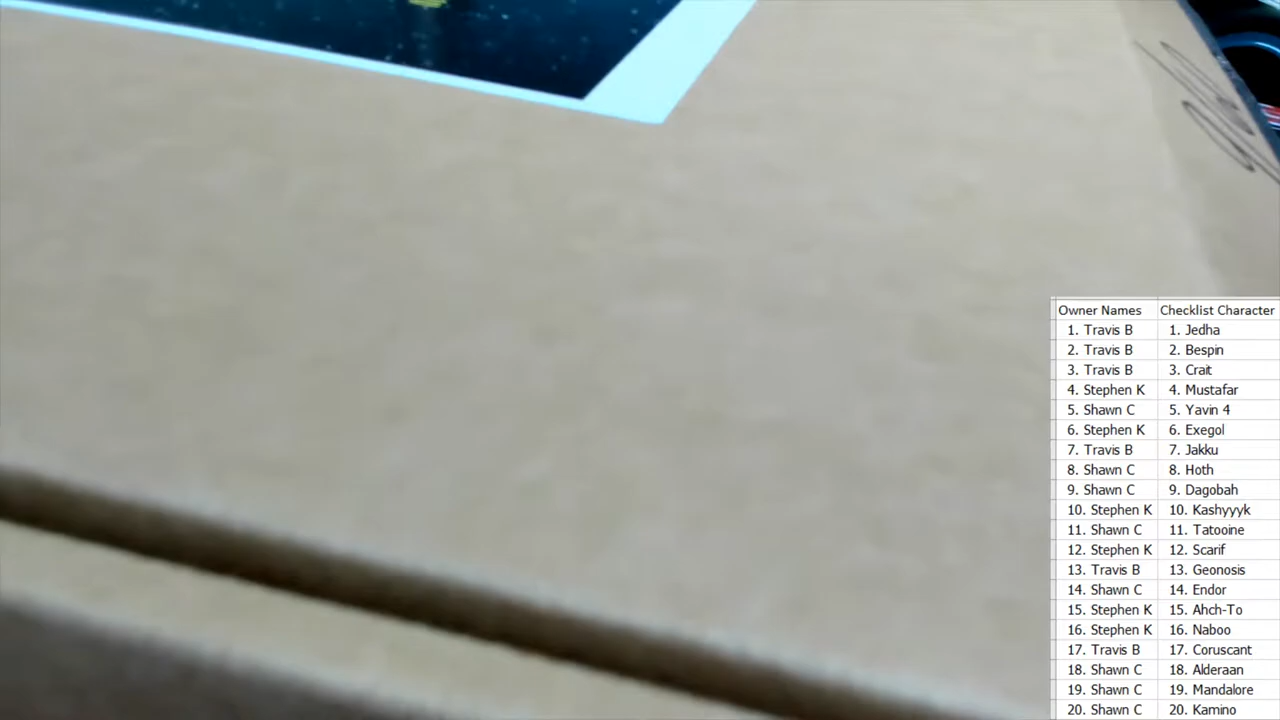 Owner Names Checklist Character
1. Travis B 1. Jedha
2. Travis B 2. Bespin
3. Travis B 3. Crait
4. Stephen K 4. Mustafar
5. Shawn C 5. Yavin 4
6. Stephen K 6. Exegol
7. Travis B 7. Jakku
8. Shawn C 8. Hoth
9. Shawn C 9. Dagobah
10. Stephen K 10. Kashyyyk
11. Shawn C 11. Tatooine
12. Stephen K 12. Scarif
13. Travis B 13. Geonosis
14. Shawn C 14. Endor
15. Stephen K 15. Ahch-To
16. Stephen K 16. Naboo
17. Travis B 17. Coruscant
18. Shawn C 18. Alderaan
19. Shawn C 19. Mandalore
20. Shawn C 20. Kamino